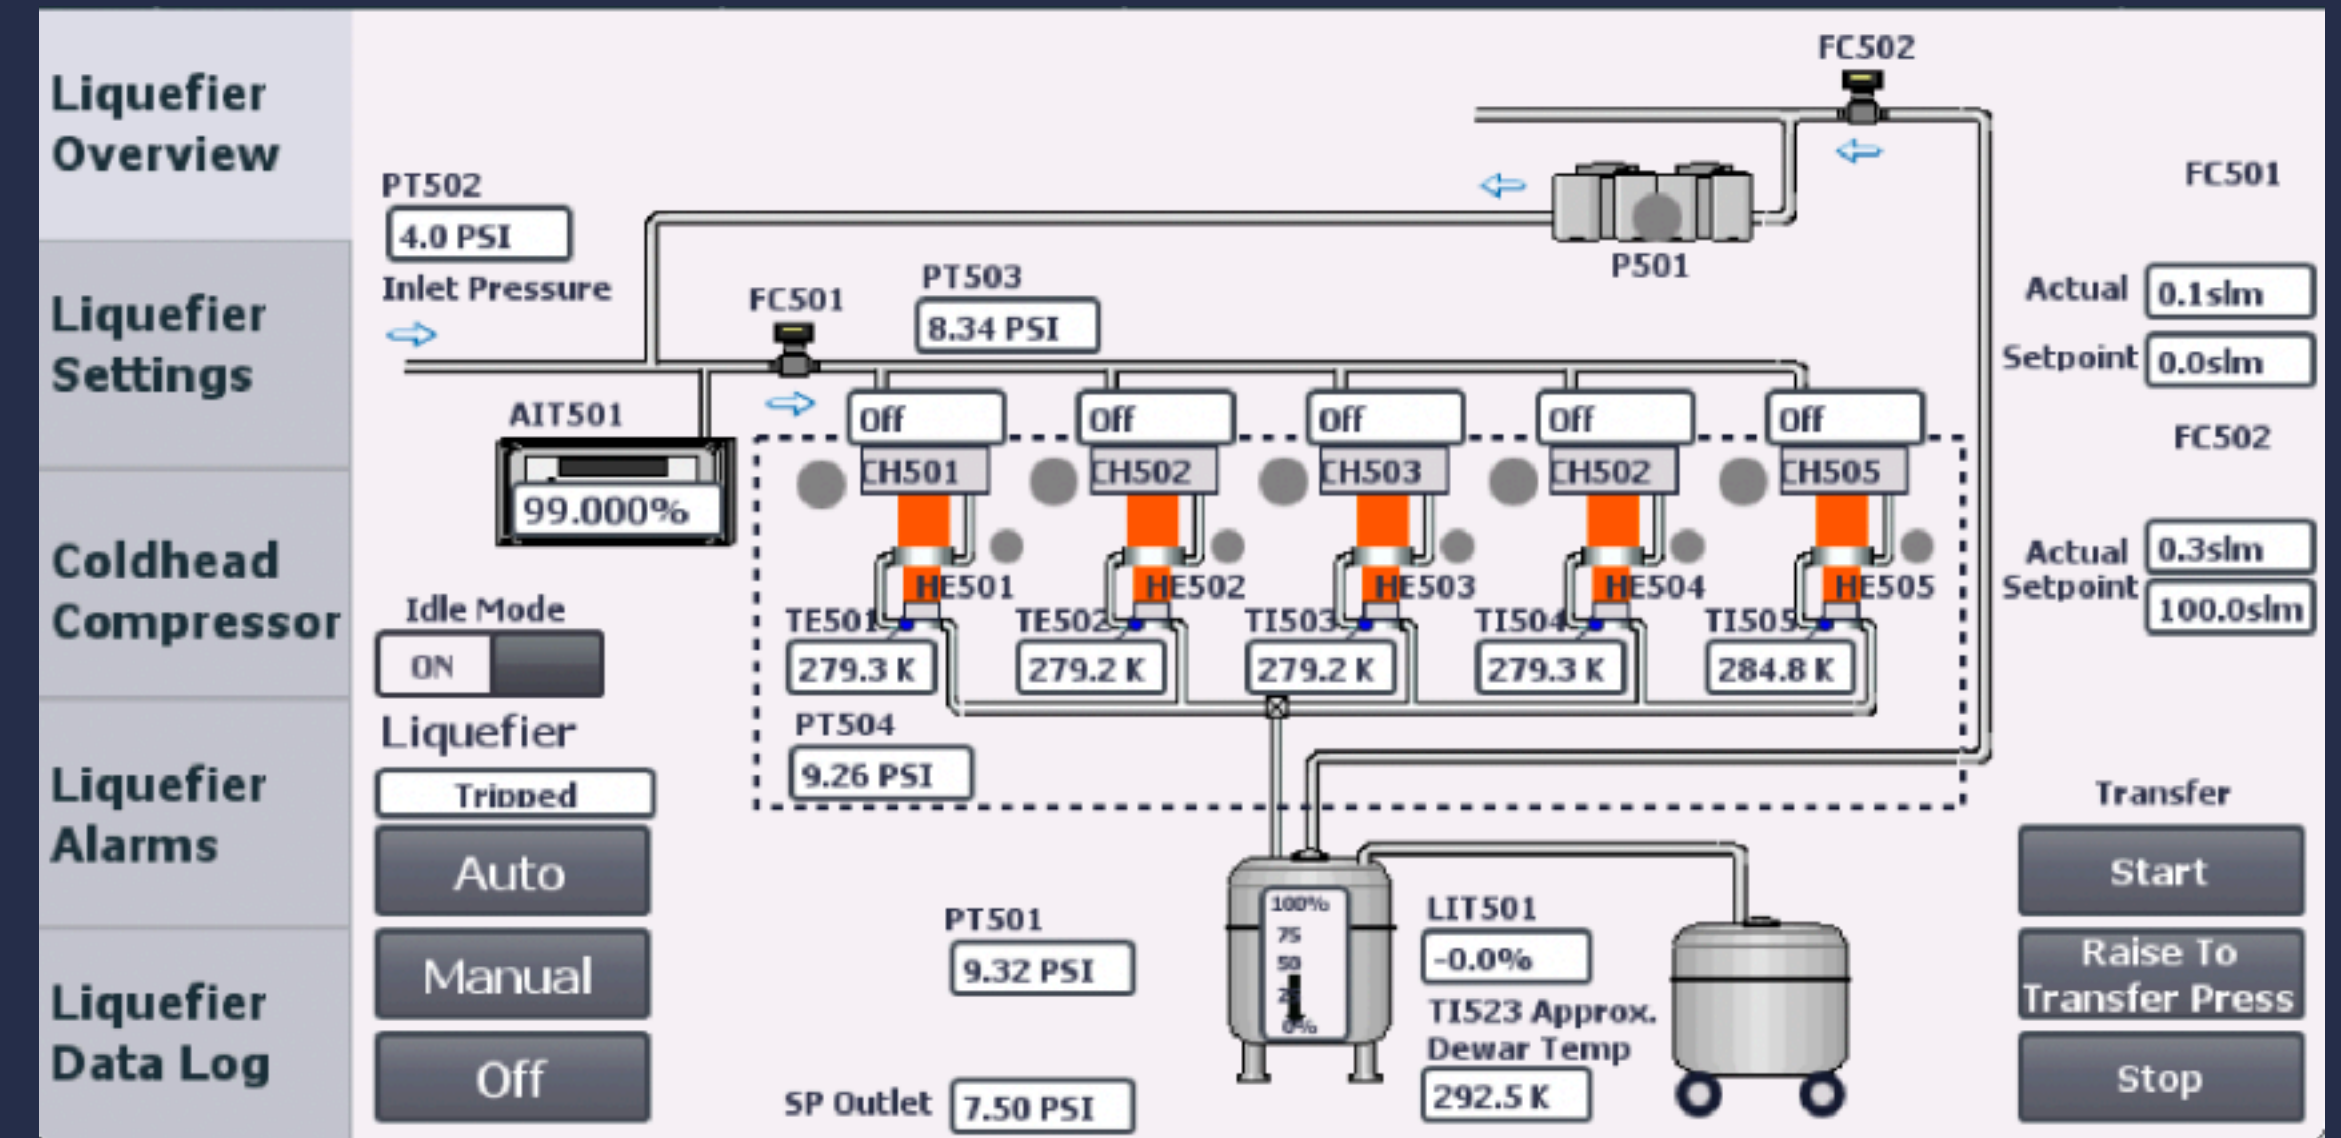 Liquefier
Overview
Liquefier
Settings
Coldhead
Compressor
Liquefier
Alarms
Liquefier
Data Log
PT502
4.0 PSI
Inlet Pressure
AIT501
99.000%
Idle Mode
ON
Liquefier
Tripped
Auto
Manual
Off
FC501
PT503
8.34 PSI
P501
FC502
Off
Off
Off
Off
Off
CH501
CH502
CH503
CH502
CH505
HE501
HE502
HE503
HE504
HE505
TE501
TE502
TI503
TI504
TI505
279.3 K
279.2 K
279.2 K
279.3 K
284.8 K
PT504
9.26 PSI
PT501
9.32 PSI
SP Outlet
7.50 PSI
100%
75
50
25
0%
LIT501
-0.0%
TI523 Approx.
Dewar Temp
292.5 K
FC501
Actual
0.1slm
Setpoint
0.0slm
FC502
Actual
0.3slm
Setpoint
100.0slm
Transfer
Start
Raise To
Transfer Press
Stop